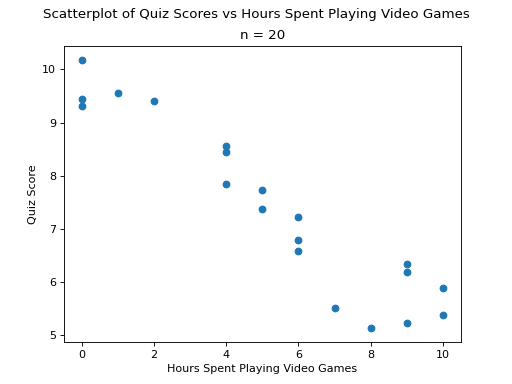 Scatterplot of Quiz Scores vs Hours Spent Playing Video Games
n = 20
10
9
8
7
6
5
Quiz Score
0 2 4 6 8 10
Hours Spent Playing Video Games